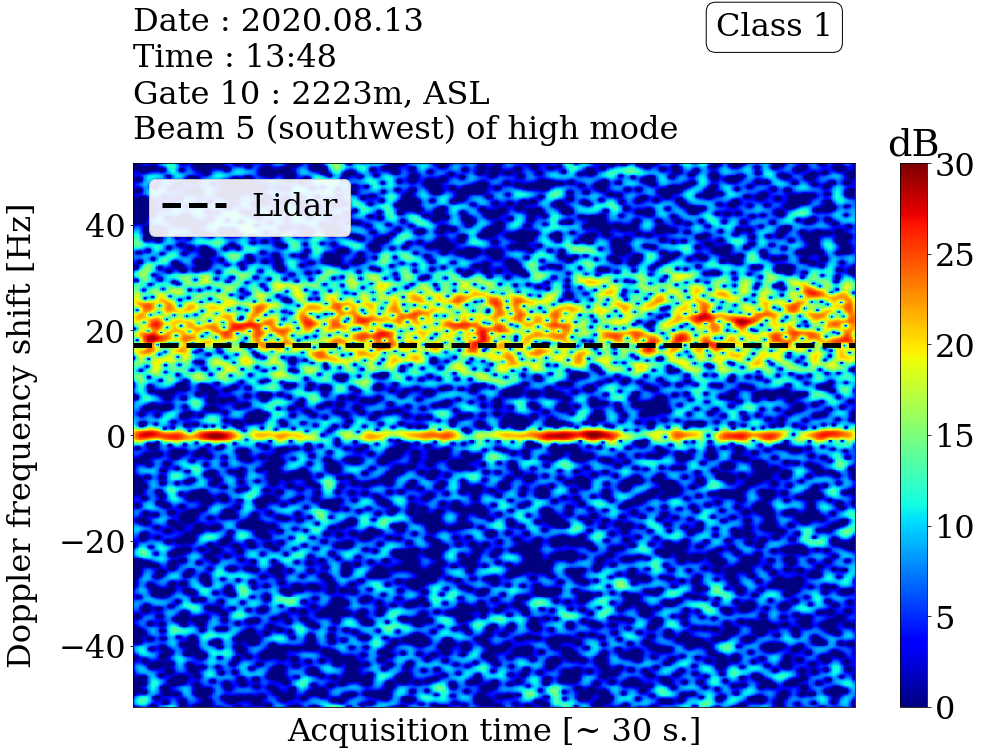 Date : 2020.08.13
Time : 13:48
Gate 10 : 2223m, ASL
Beam 5 (southwest) of high mode
Class 1
dB
Lidar
Doppler frequency shift [Hz]
40
20
0
−20
−40
30
25
20
15
10
5
0
Acquisition time [~ 30 s.]